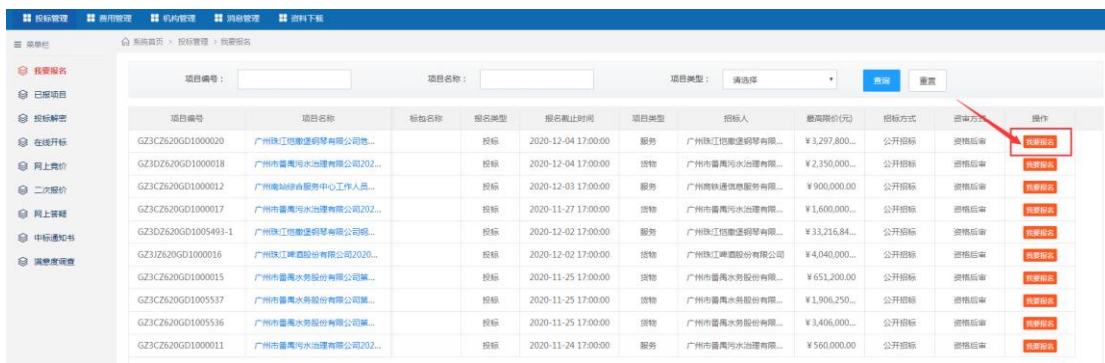 投标管理 费用管理 机构管理 消息管理 资料下载
菜单栏 系统首页 > 投标管理 > 我要报名
我要报名
已报项目
投标解密
在线开标
网上竞价
二次报价
网上答疑
中标通知书
满意度调查
项目编号： 项目名称： 项目类型： 请选择 查询 重置
项目编号 项目名称 标包名称 报名类型 报名截止时间 项目类型 招标人 最高限价(元) 招标方式 资审方式 操作
GZ3CZ620GD1000020 广州珠江恺撒堡钢琴有限公司危... 投标 2020-12-04 17:00:00 服务 广州珠江恺撒堡钢琴有限... ¥3,297,800... 公开招标 资格后审 我要报名
GZ3DZ620GD1000018 广州市番禺污水治理有限公司202... 投标 2020-12-04 17:00:00 货物 广州市番禺污水治理有限... ¥2,350,000... 公开招标 资格后审 我要报名
GZ3CZ620GD1000012 广州南站综合服务中心工作人员... 投标 2020-12-03 17:00:00 服务 广州高铁通信息服务有限... ¥900,000.00 公开招标 资格后审 我要报名
GZ3CZ620GD1000017 广州市番禺污水治理有限公司202... 投标 2020-11-27 17:00:00 货物 广州市番禺污水治理有限... ¥1,600,000... 公开招标 资格后审 我要报名
GZ3DZ620GD1005493-1 广州珠江恺撒堡钢琴有限公司钢... 投标 2020-12-02 17:00:00 服务 广州珠江恺撒堡钢琴有限... ¥33,216,84... 公开招标 资格后审 我要报名
GZ3JZ620GD1000016 广州珠江啤酒股份有限公司2020... 投标 2020-12-02 17:00:00 货物 广州珠江啤酒股份有限公司 ¥4,040,000... 公开招标 资格后审 我要报名
GZ3CZ620GD1000015 广州市番禺水务股份有限公司第... 投标 2020-11-25 17:00:00 货物 广州市番禺水务股份有限... ¥651,200.00 公开招标 资格后审 我要报名
GZ3CZ620GD1005537 广州市番禺水务股份有限公司第... 投标 2020-11-25 17:00:00 货物 广州市番禺水务股份有限... ¥1,906,250... 公开招标 资格后审 我要报名
GZ3CZ620GD1005536 广州市番禺水务股份有限公司第... 投标 2020-11-25 17:00:00 货物 广州市番禺水务股份有限... ¥3,406,000... 公开招标 资格后审 我要报名
GZ3CZ620GD1000011 广州市番禺污水治理有限公司202... 投标 2020-11-24 17:00:00 服务 广州市番禺污水治理有限... ¥560,000.00 公开招标 资格后审 我要报名